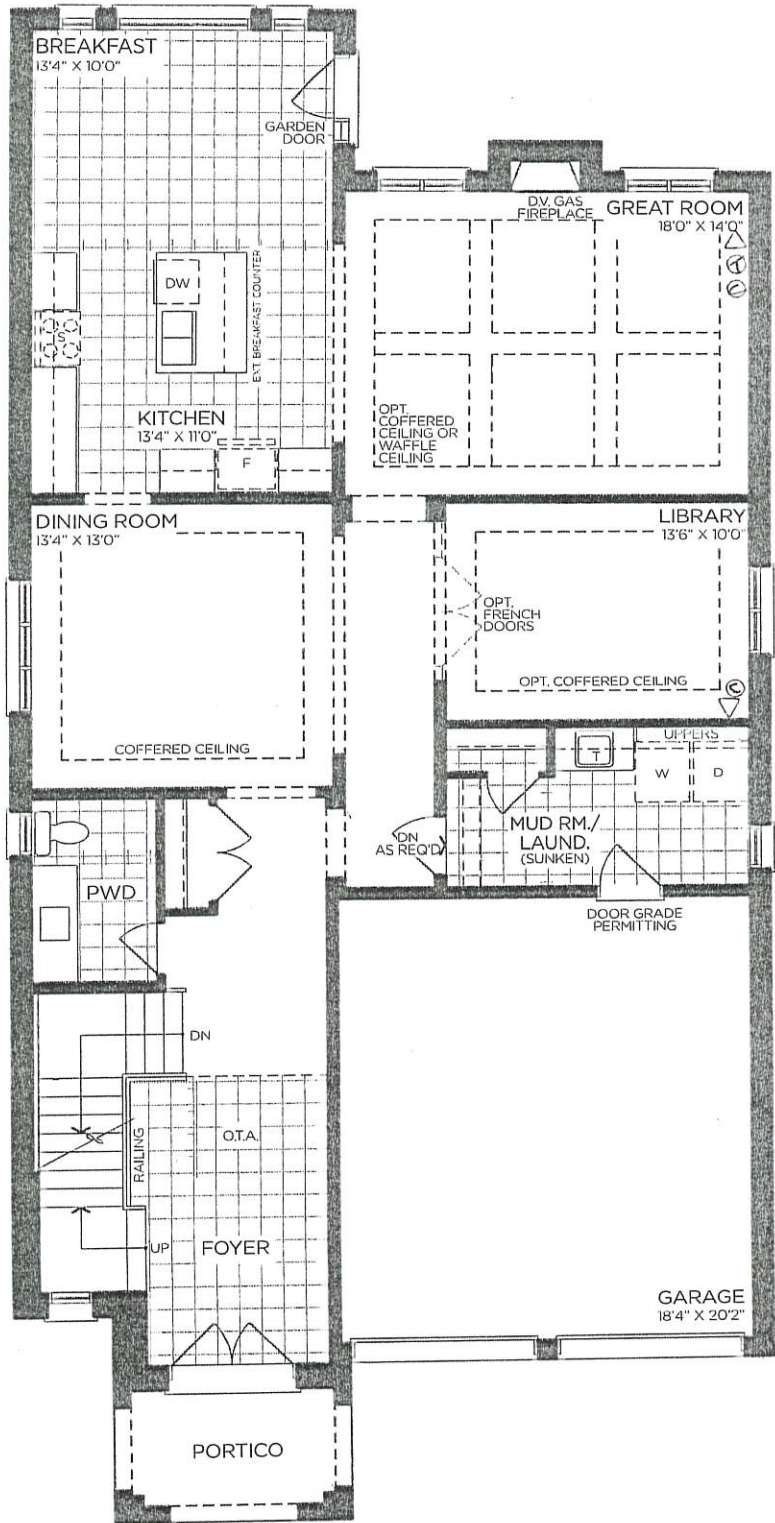 BREAKFAST
13'4" X 10'0"
GARDEN
DOOR
D.V. GAS
FIREPLACE
GREAT ROOM
18'0" X 14'0"
T
C
DW
EXT. BREAKFAST COUNTER
S
KITCHEN
13'4" X 11'0"
F
OPT.
COFFERED
CEILING OR
WAFFLE
CEILING
DINING ROOM
13'4" X 13'0"
COFFERED CEILING
LIBRARY
13'6" X 10'0"
OPT.
FRENCH
DOORS
OPT. COFFERED CEILING
C
UPPERS
T
W
D
MUD RM./
LAUND.
(SUNKEN)
DN
AS REQ'D
DOOR GRADE
PERMITTING
PWD
DN
RAILING
O.T.A.
UP
FOYER
GARAGE
18'4" X 20'2"
PORTICO